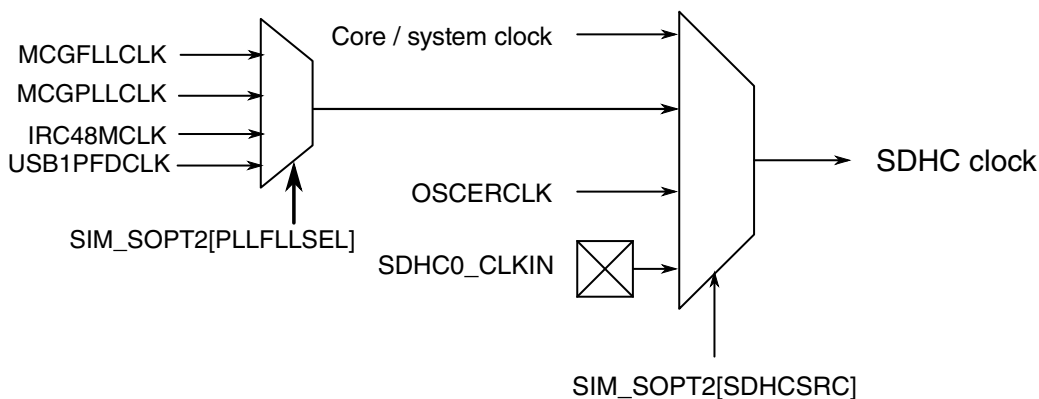 Core / system clock
MCGFLLCLK
MCGPLLCLK
IRC48MCLK
USB1PFDCLK
SDHC clock
OSCERCLK
SIM_SOPT2[PLLFLLSEL]
SDHC0_CLKIN
SIM_SOPT2[SDHCSRC]